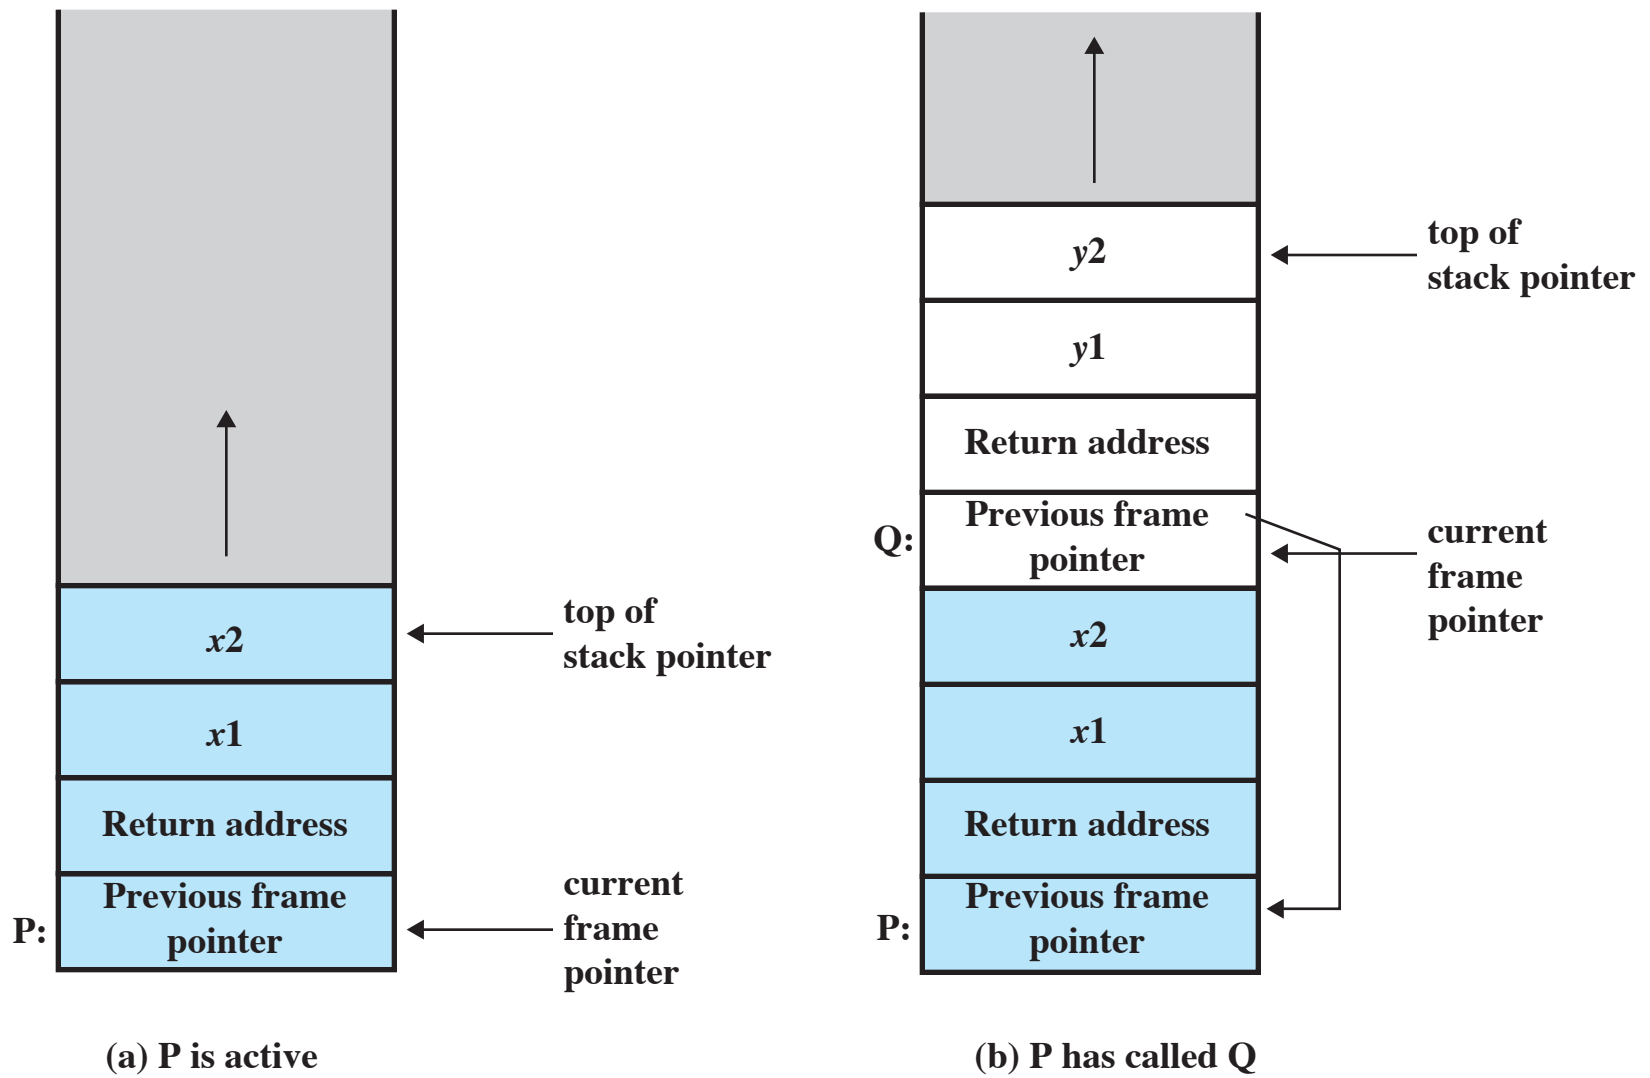 x2
x1
Return address
Previous frame
pointer
P:
top of
stack pointer
current
frame
pointer
(a) P is active
y2
y1
Return address
Previous frame
pointer
Q:
x2
x1
Return address
Previous frame
pointer
P:
top of
stack pointer
current
frame
pointer
(b) P has called Q